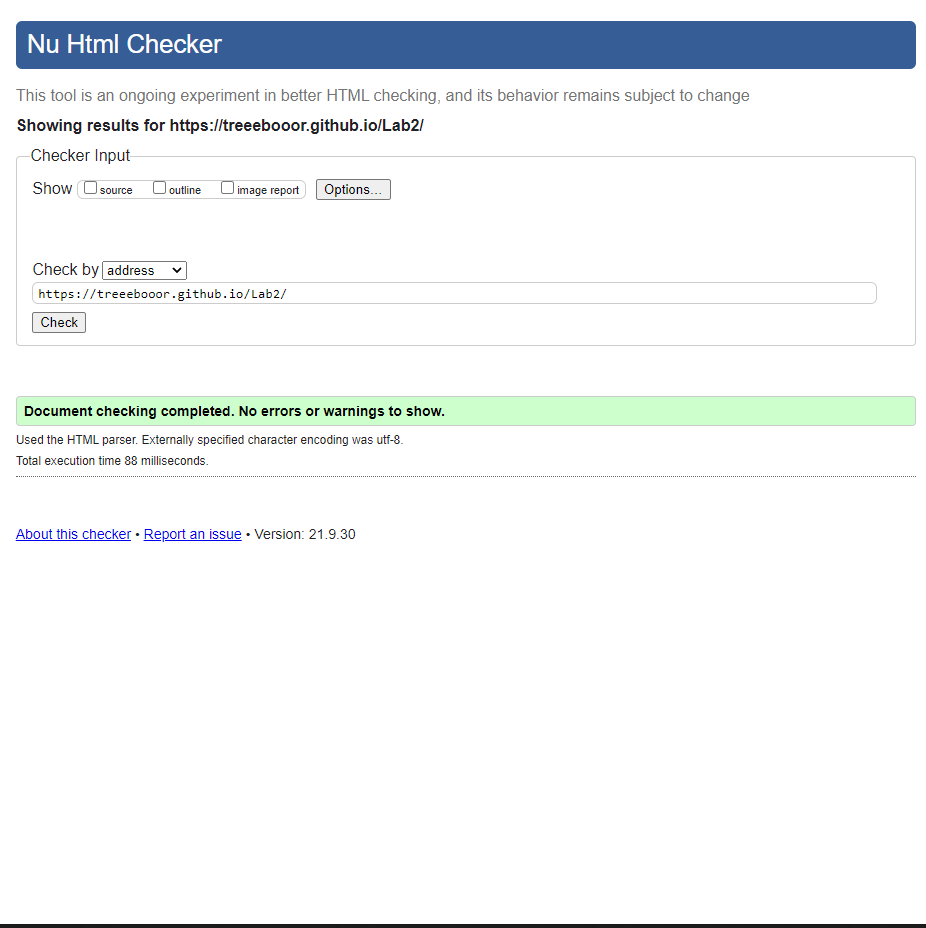 Nu Html Checker
This tool is an ongoing experiment in better HTML checking, and its behavior remains subject to change
Showing results for https://treeebooor.github.io/Lab2/
Checker Input
Show source outline image report Options...
Check by address
https://treeebooor.github.io/Lab2/
Check
Document checking completed. No errors or warnings to show.
Used the HTML parser. Externally specified character encoding was utf-8.
Total execution time 88 milliseconds.
About this checker • Report an issue • Version: 21.9.30